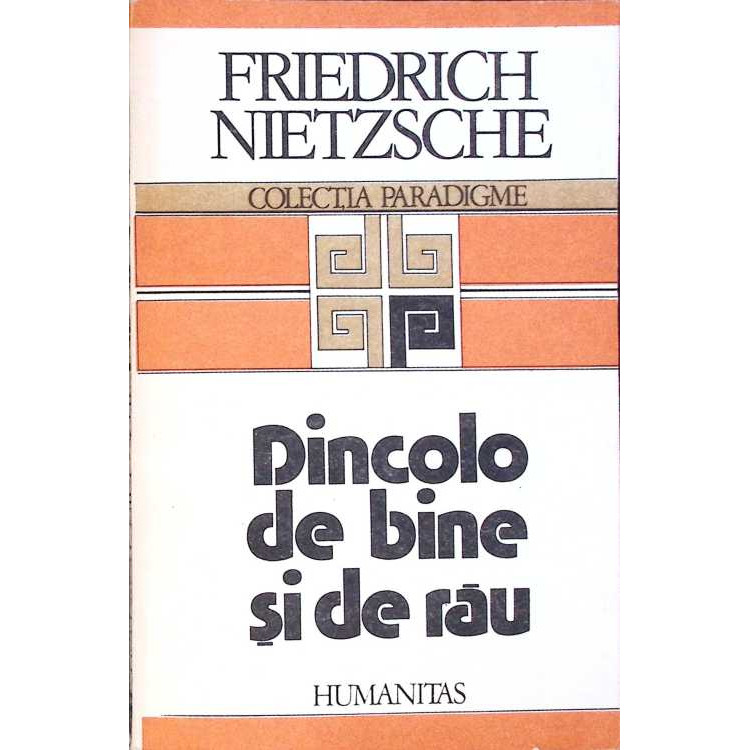 FRIEDRICH
NIETZSCHE
COLECȚIA PARADIGME
Dincolo
de bine
și de rău
HUMANITAS